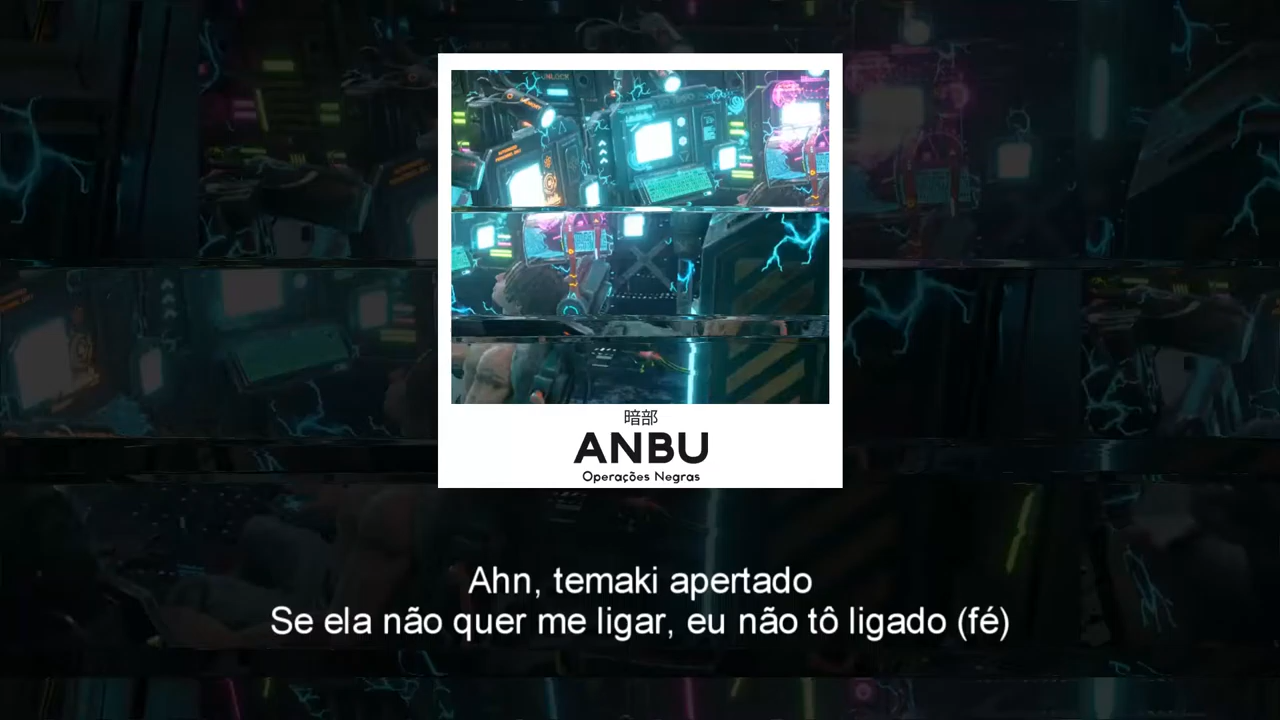 暗部
ANBU
Operações Negras
Ahn, temaki apertado
Se ela não quer me ligar, eu não tô ligado (fé)